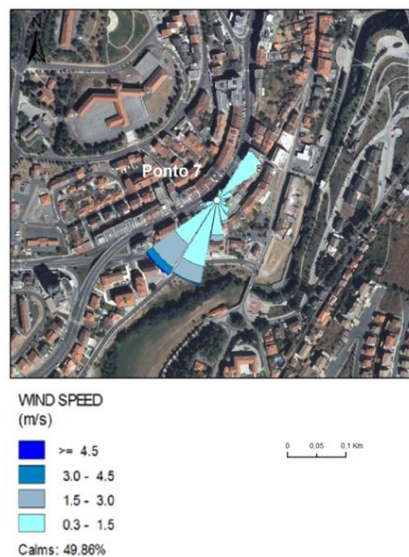 N
Ponto 7
WIND SPEED
(m/s)
>= 4.5
3.0 - 4.5
1.5 - 3.0
0.3 - 1.5
Calms: 49.86%
0 0,05 0,1 Km